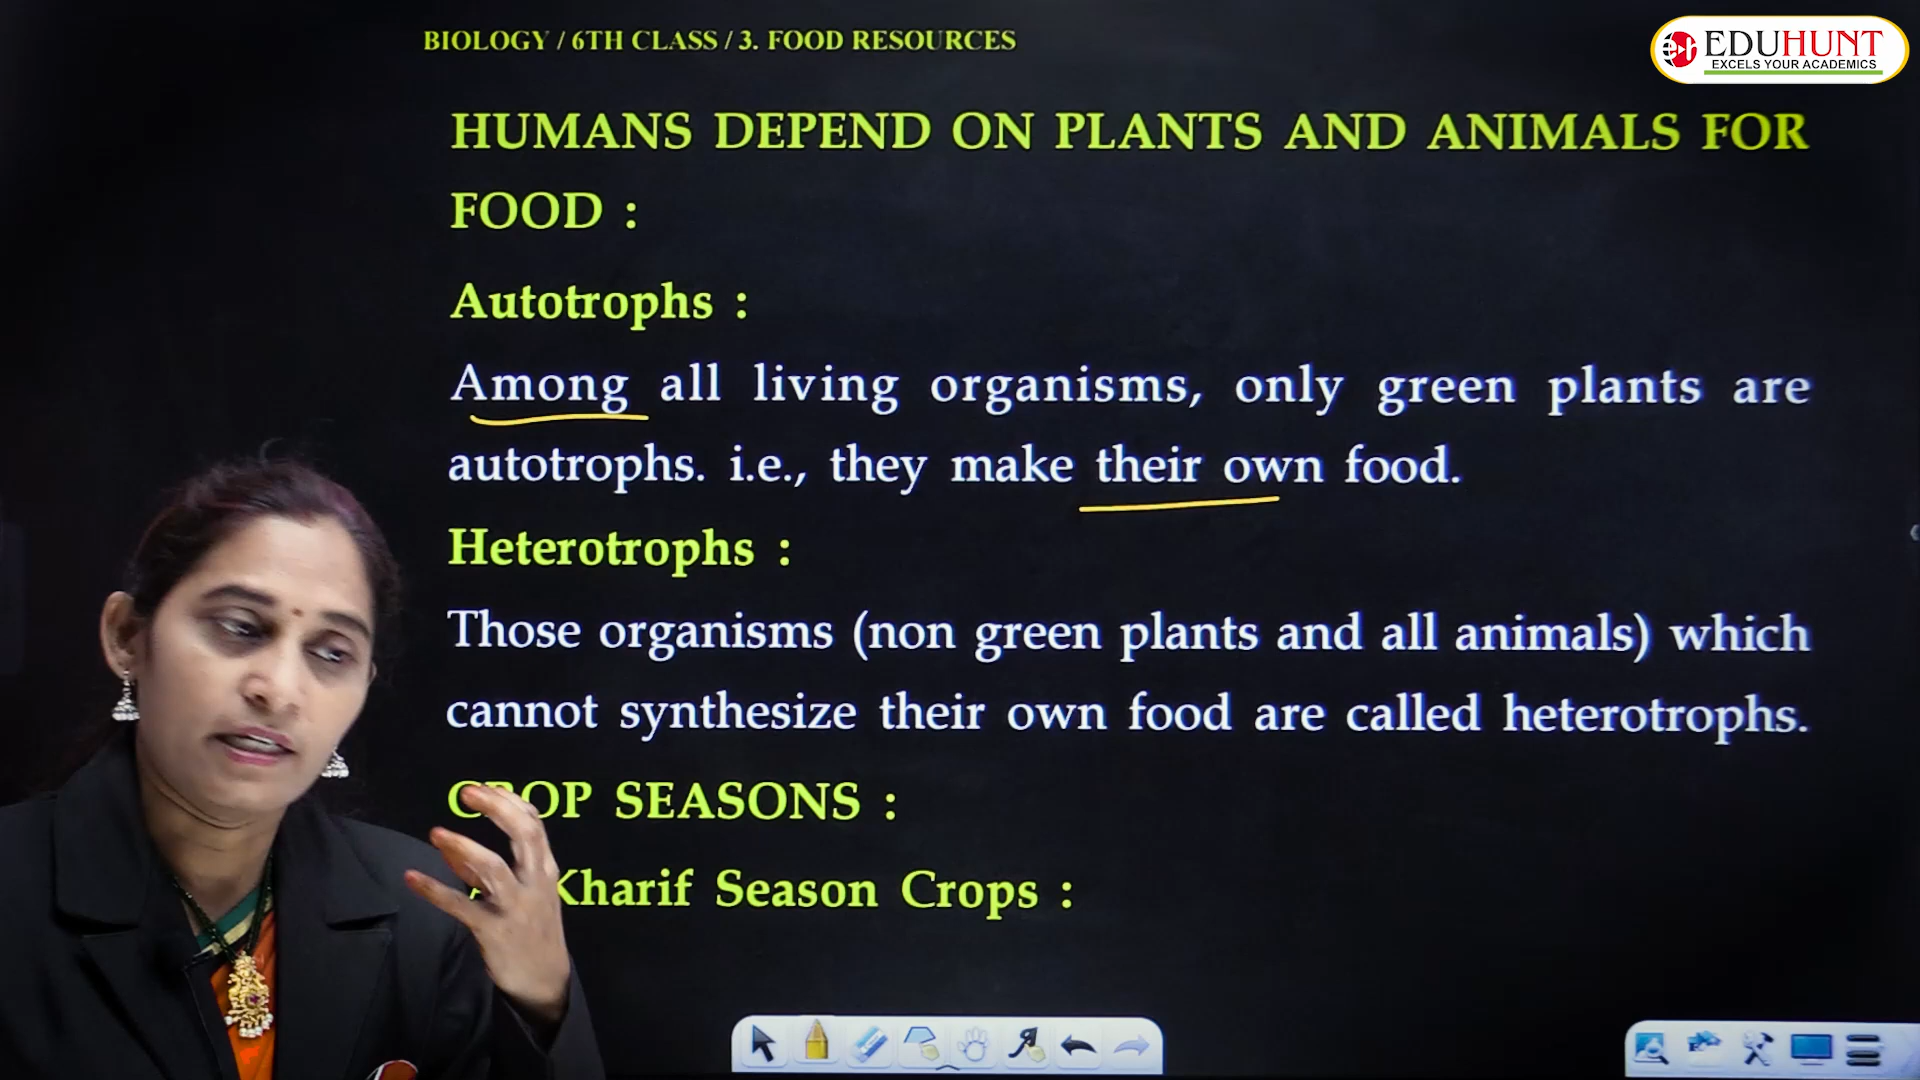 BIOLOGY / 6TH CLASS / 3. FOOD RESOURCES
EDUHUNT
EXCELS YOUR ACADEMICS
HUMANS DEPEND ON PLANTS AND ANIMALS FOR
FOOD :
Autotrophs :
Among all living organisms, only green plants are
autotrophs. i.e., they make their own food.
Heterotrophs :
Those organisms (non green plants and all animals) which
cannot synthesize their own food are called heterotrophs.
CROP SEASONS :
Kharif Season Crops :